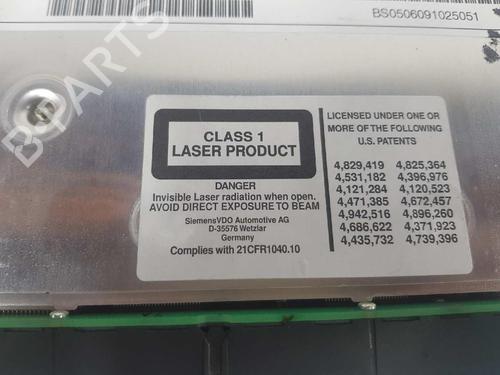 BS0506091025051
B-PARTS
CLASS 1
LASER PRODUCT
DANGER
Invisible Laser radiation when open.
AVOID DIRECT EXPOSURE TO BEAM
SiemensVDO Automotive AG
D-35576 Wetzlar
Germany
Complies with 21CFR1040.10
LICENSED UNDER ONE OR
MORE OF THE FOLLOWING
U.S. PATENTS
4,829,419 4,825,364
4,531,182 4,396,976
4,121,284 4,120,523
4,471,385 4,672,457
4,942,516 4,896,260
4,686,622 4,371,923
4,435,732 4,739,396